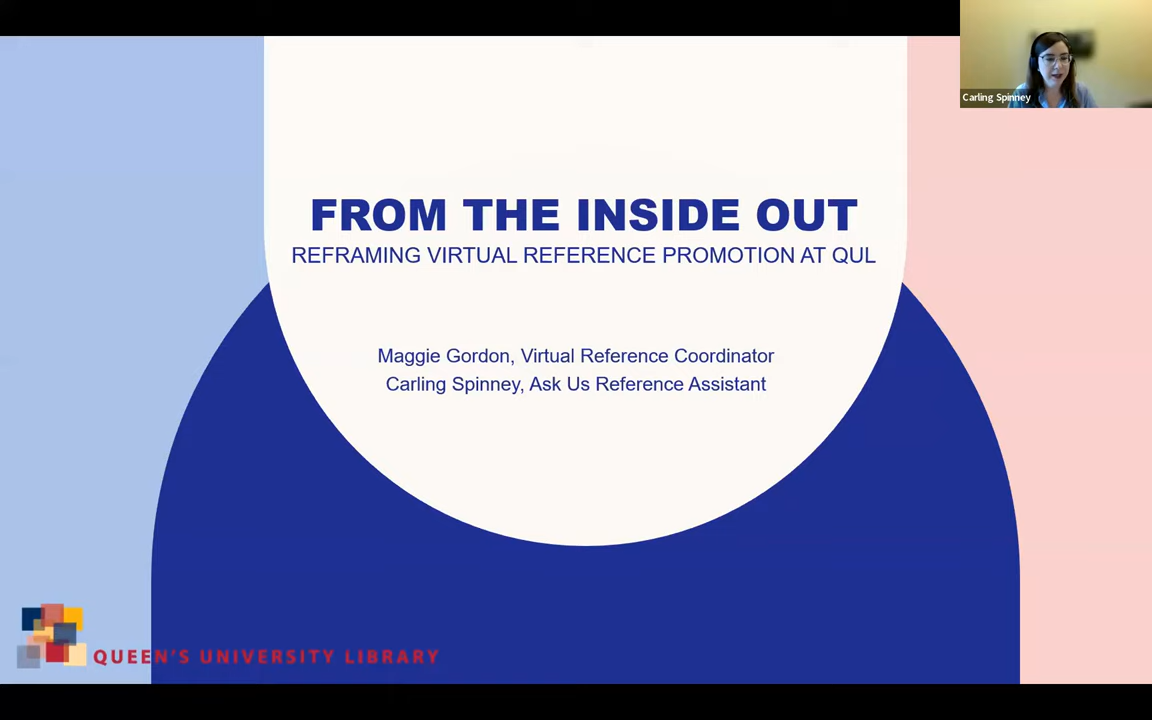 Carling Spinney
FROM THE INSIDE OUT
REFRAMING VIRTUAL REFERENCE PROMOTION AT QUL
Maggie Gordon, Virtual Reference Coordinator
Carling Spinney, Ask Us Reference Assistant
QUEEN'S UNIVERSITY LIBRARY